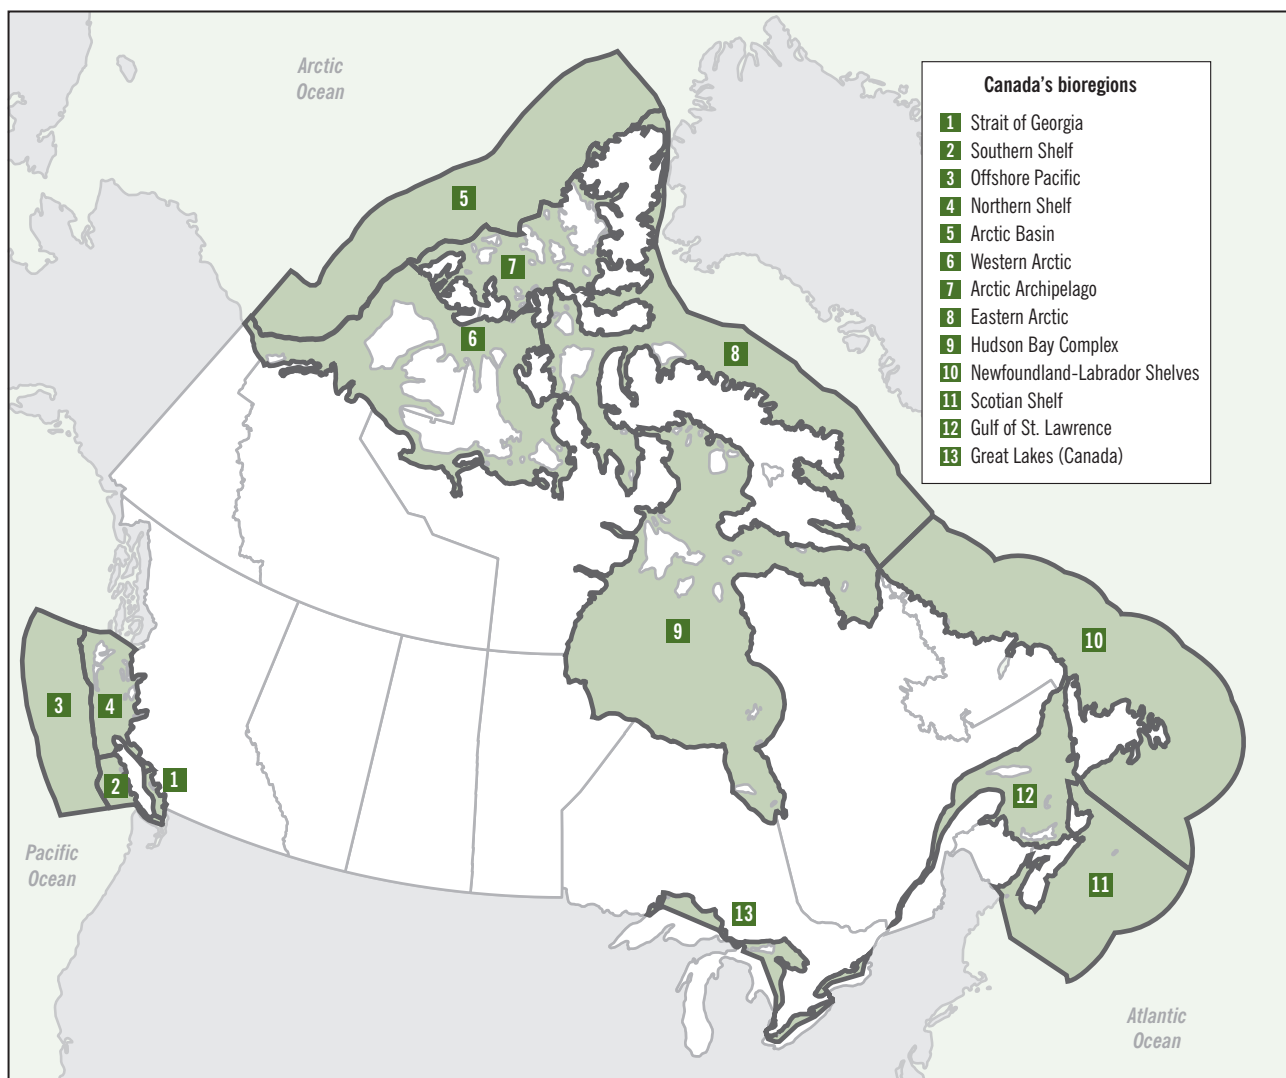 Arctic
Ocean
Canada's bioregions
1 Strait of Georgia
2 Southern Shelf
3 Offshore Pacific
4 Northern Shelf
5 Arctic Basin
6 Western Arctic
7 Arctic Archipelago
8 Eastern Arctic
9 Hudson Bay Complex
10 Newfoundland-Labrador Shelves
11 Scotian Shelf
12 Gulf of St. Lawrence
13 Great Lakes (Canada)
5
7
6
8
9
10
3
4
2
1
12
11
13
Pacific
Ocean
Atlantic
Ocean